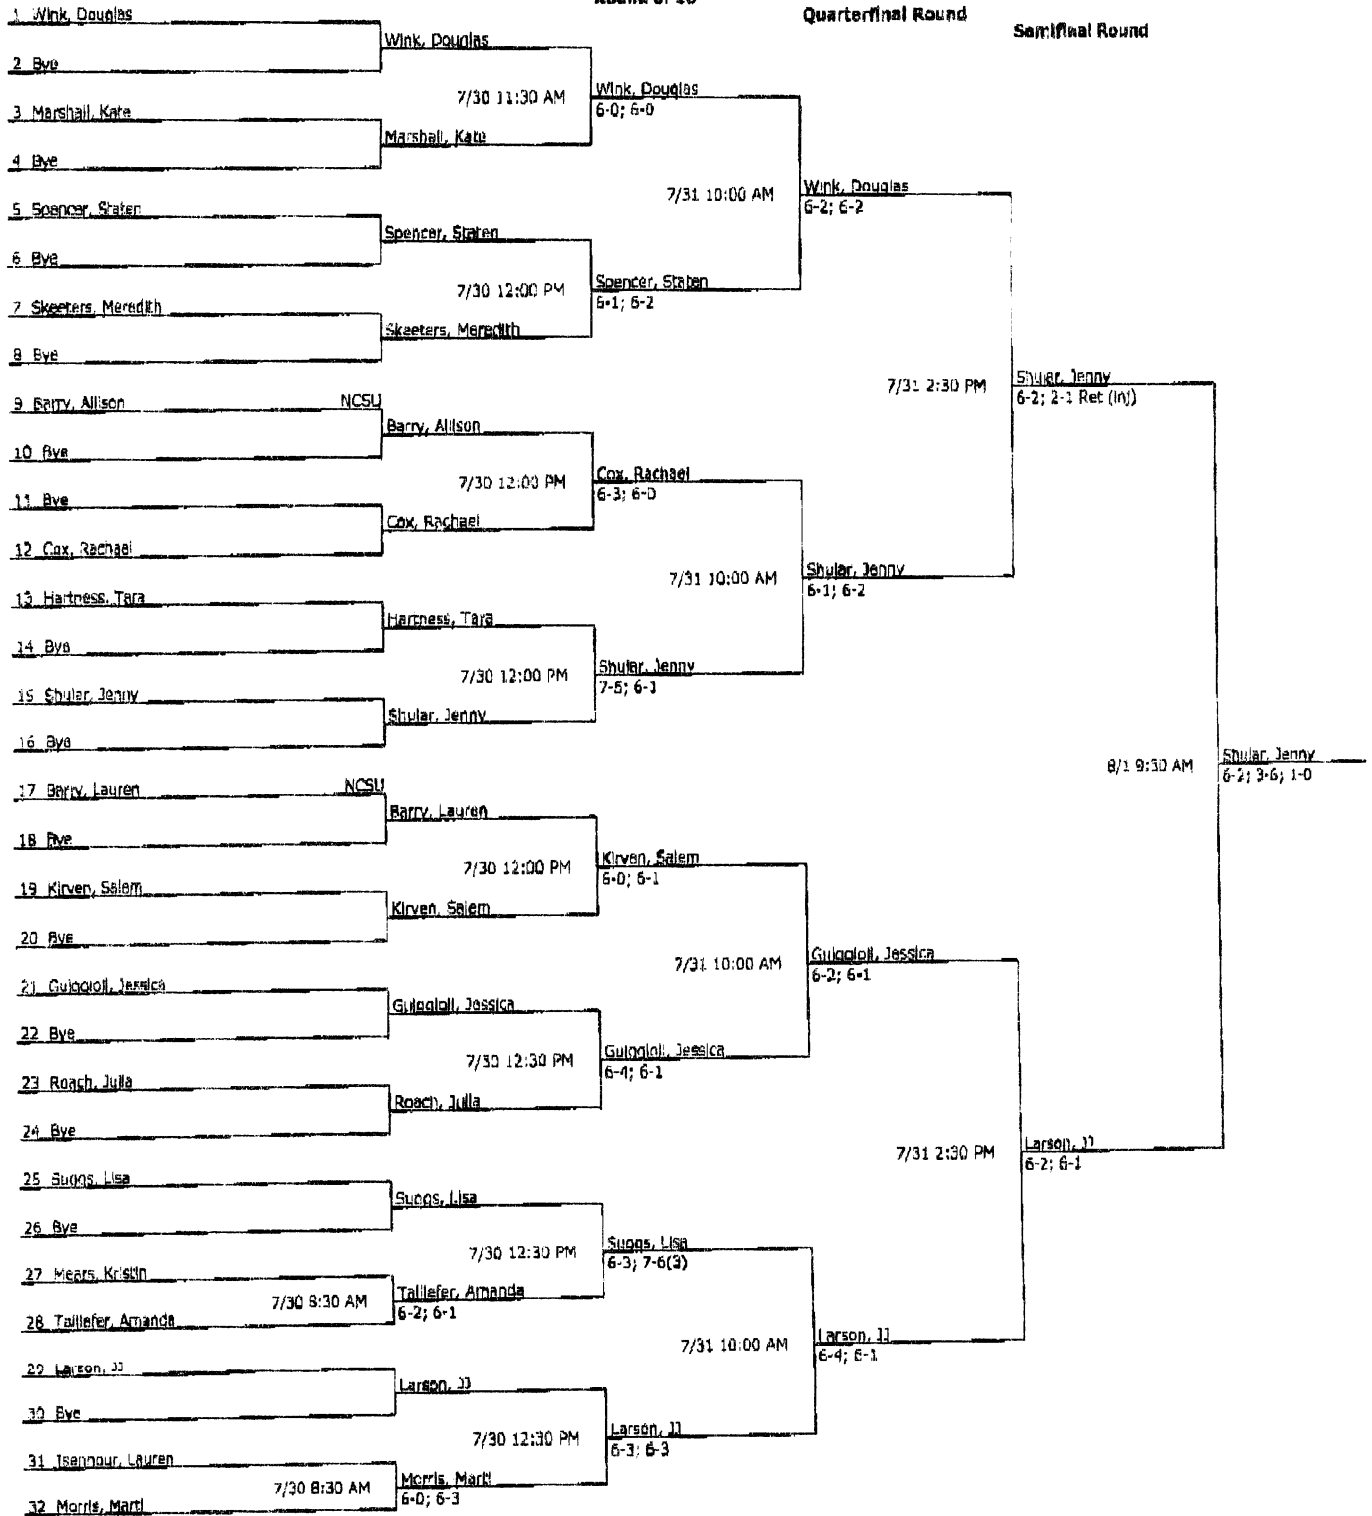 Round of 16
Quarterfinal Round
Semifinal Round
1 Wink, Douglas
Wink, Douglas
2 Bye
7/30 11:30 AM
Wink, Douglas
6-0; 6-0
3 Marshall, Kate
Marshall, Kate
4 Bye
7/31 10:00 AM
Wink, Douglas
6-2; 6-2
5 Spencer, Staten
Spencer, Staten
6 Bye
7/30 12:00 PM
Spencer, Staten
6-1; 6-2
7 Skeeters, Meredith
Skeeters, Meredith
8 Bye
7/31 2:30 PM
Shular, Jenny
6-2; 2-1 Ret (inj)
9 Barry, Allison NCSU
Barry, Allison
10 Bye
7/30 12:00 PM
Cox, Rachael
6-3; 6-0
11 Bye
Cox, Rachael
12 Cox, Rachael
7/31 10:00 AM
Shular, Jenny
6-1; 6-2
13 Hartness, Tara
Hartness, Tara
14 Bye
7/30 12:00 PM
Shular, Jenny
7-5; 6-1
15 Shular, Jenny
Shular, Jenny
16 Bye
8/1 9:30 AM
Shular, Jenny
6-2; 3-6; 1-0
17 Barry, Lauren NCSU
Barry, Lauren
18 Bye
7/30 12:00 PM
Kirven, Salem
6-0; 6-1
19 Kirven, Salem
Kirven, Salem
20 Bye
7/31 10:00 AM
Guiggioli, Jessica
6-2; 6-1
21 Guiggioli, Jessica
Guiggioli, Jessica
22 Bye
7/30 12:30 PM
Guiggioli, Jessica
6-4; 6-1
23 Roach, Julia
Roach, Julia
24 Bye
7/31 2:30 PM
Larson, JJ
6-2; 6-1
25 Suggs, Lisa
Suggs, Lisa
26 Bye
7/30 12:30 PM
Suggs, Lisa
6-3; 7-6(3)
27 Mears, Kristin
7/30 8:30 AM
Taillefer, Amanda
6-2; 6-1
28 Taillefer, Amanda
7/31 10:00 AM
Larson, JJ
6-4; 6-1
29 Larson, JJ
Larson, JJ
30 Bye
7/30 12:30 PM
Larson, JJ
6-3; 6-3
31 Isenhour, Lauren
7/30 8:30 AM
Morris, Marti
6-0; 6-3
32 Morris, Marti